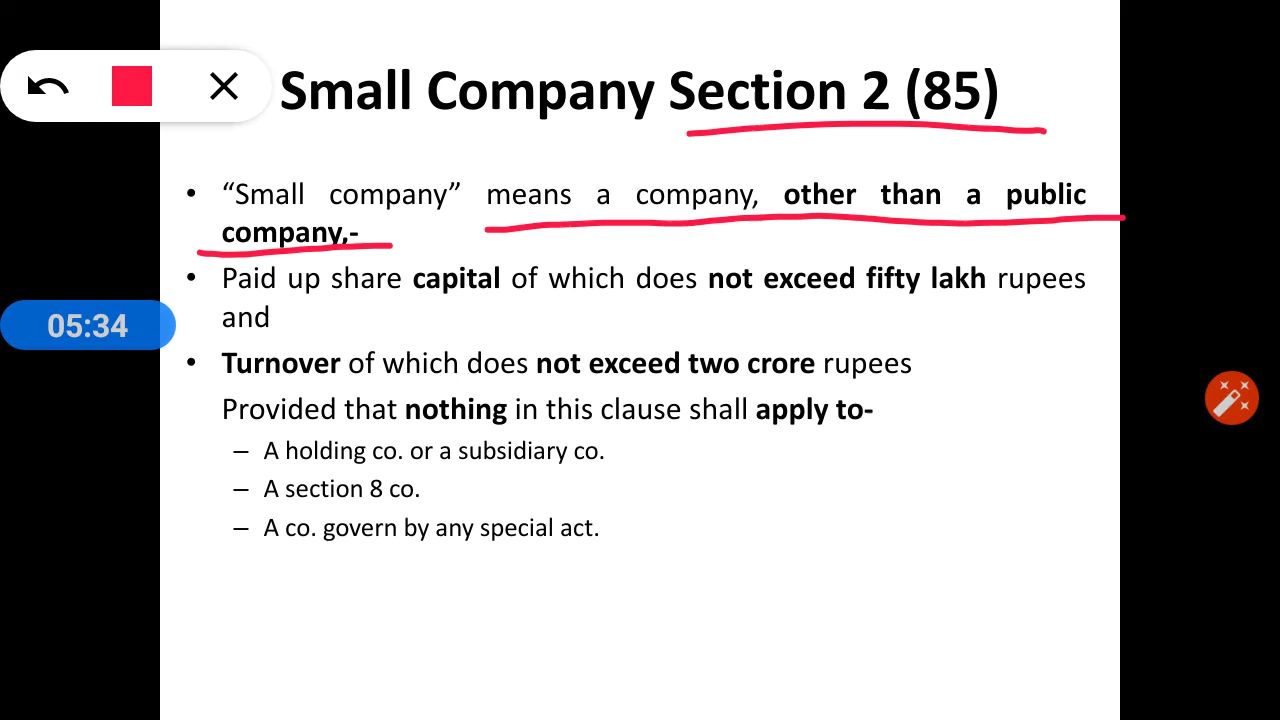 Small Company Section 2 (85)
• “Small company” means a company, other than a public
company,-
• Paid up share capital of which does not exceed fifty lakh rupees
and
05:34
• Turnover of which does not exceed two crore rupees
Provided that nothing in this clause shall apply to-
– A holding co. or a subsidiary co.
– A section 8 co.
– A co. govern by any special act.